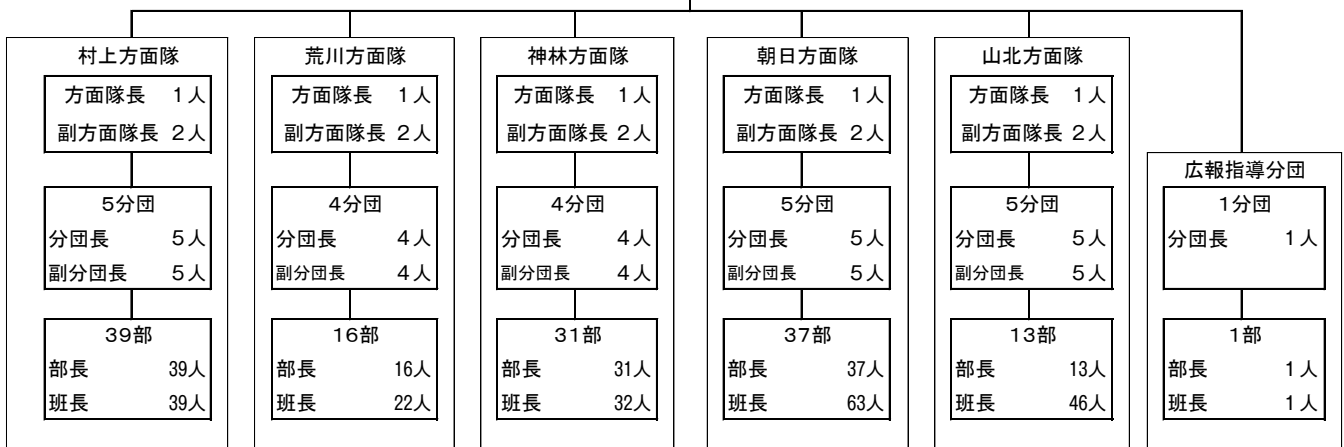 村上方面隊
方面隊長 1人
副方面隊長 2人
5分団
分団長 5人
副分団長 5人
39部
部長 39人
班長 39人
荒川方面隊
方面隊長 1人
副方面隊長 2人
4分団
分団長 4人
副分団長 4人
16部
部長 16人
班長 22人
神林方面隊
方面隊長 1人
副方面隊長 2人
4分団
分団長 4人
副分団長 4人
31部
部長 31人
班長 32人
朝日方面隊
方面隊長 1人
副方面隊長 2人
5分団
分団長 5人
副分団長 5人
37部
部長 37人
班長 63人
山北方面隊
方面隊長 1人
副方面隊長 2人
5分団
分団長 5人
副分団長 5人
13部
部長 13人
班長 46人
広報指導分団
1分団
分団長 1人
1部
部長 1人
班長 1人